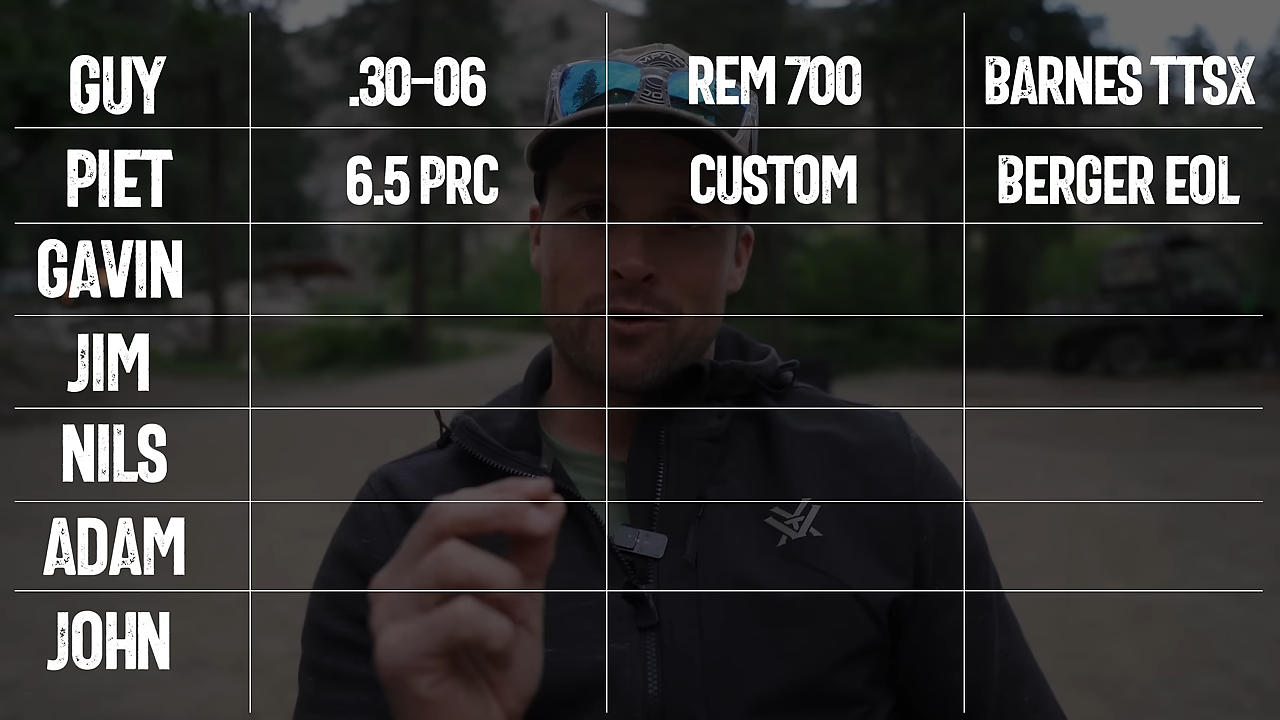 GUY .30-06 REM 700 BARNES TTSX
PIET 6.5 PRC CUSTOM BERGER EOL
GAVIN
JIM
NILS
ADAM
JOHN